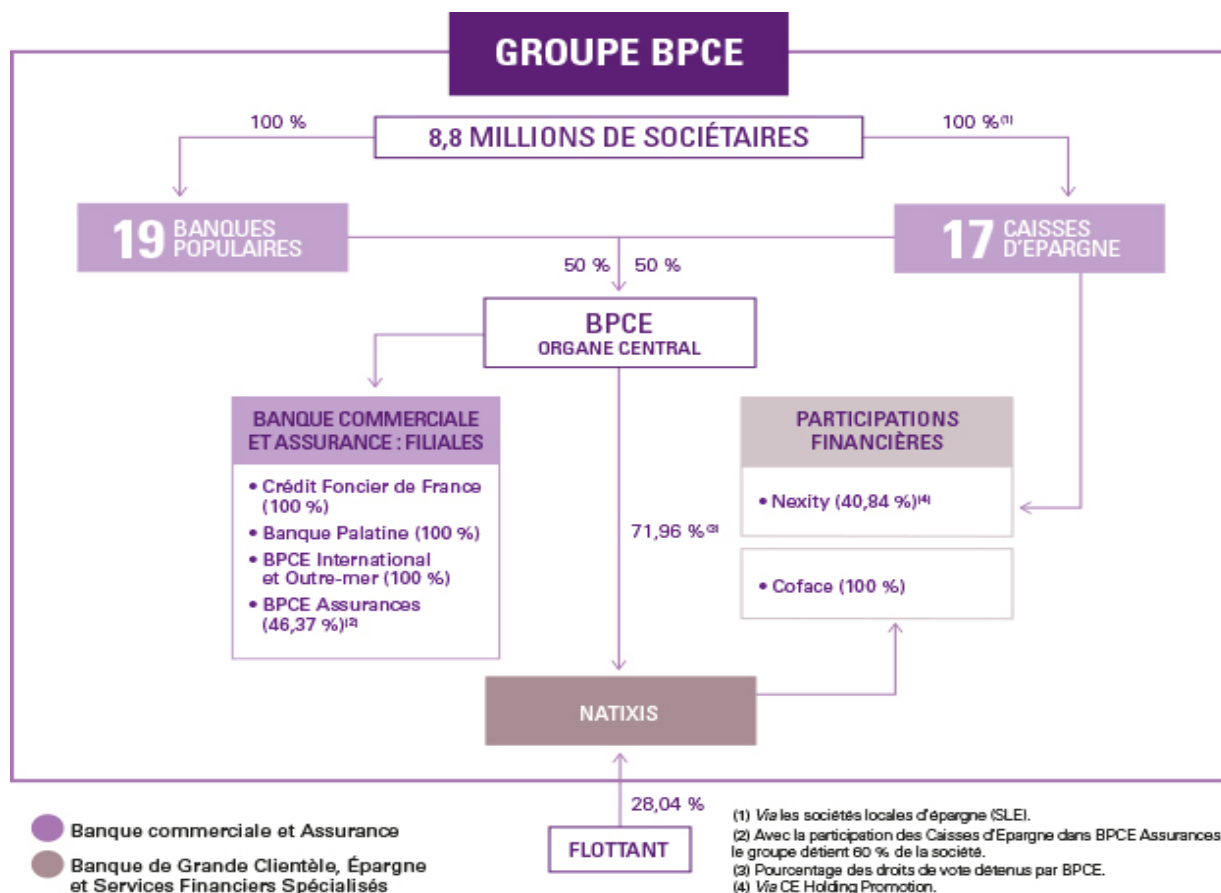 GROUPE BPCE
100 %
8,8 MILLIONS DE SOCIÉTAIRES
100 %(1)
19 BANQUES
POPULAIRES
17 CAISSES
D'EPARGNE
50 %
50 %
BPCE
ORGANE CENTRAL
BANQUE COMMERCIALE
ET ASSURANCE : FILIALES
• Crédit Foncier de France
(100 %)
• Banque Palatine (100 %)
• BPCE International
et Outre-mer (100 %)
• BPCE Assurances
(46,37 %)(2)
PARTICIPATIONS
FINANCIÈRES
• Nexity (40,84 %)(4)
71,96 %(3)
• Coface (100 %)
NATIXIS
28,04 %
FLOTTANT
Banque commerciale et Assurance
Banque de Grande Clientèle, Épargne
et Services Financiers Spécialisés
(1) Via les sociétés locales d'épargne (SLE).
(2) Avec la participation des Caisses d'Epargne dans BPCE Assurances
le groupe détient 60 % de la société.
(3) Pourcentage des droits de vote détenus par BPCE.
(4) Via CE Holding Promotion.